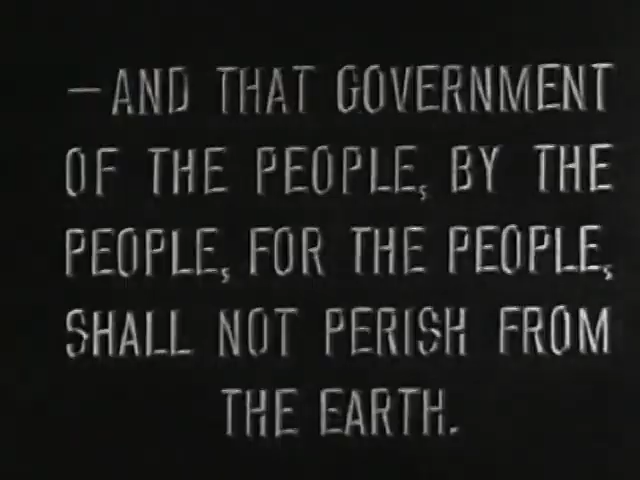 —AND THAT GOVERNMENT
OF THE PEOPLE, BY THE
PEOPLE, FOR THE PEOPLE,
SHALL NOT PERISH FROM
THE EARTH.